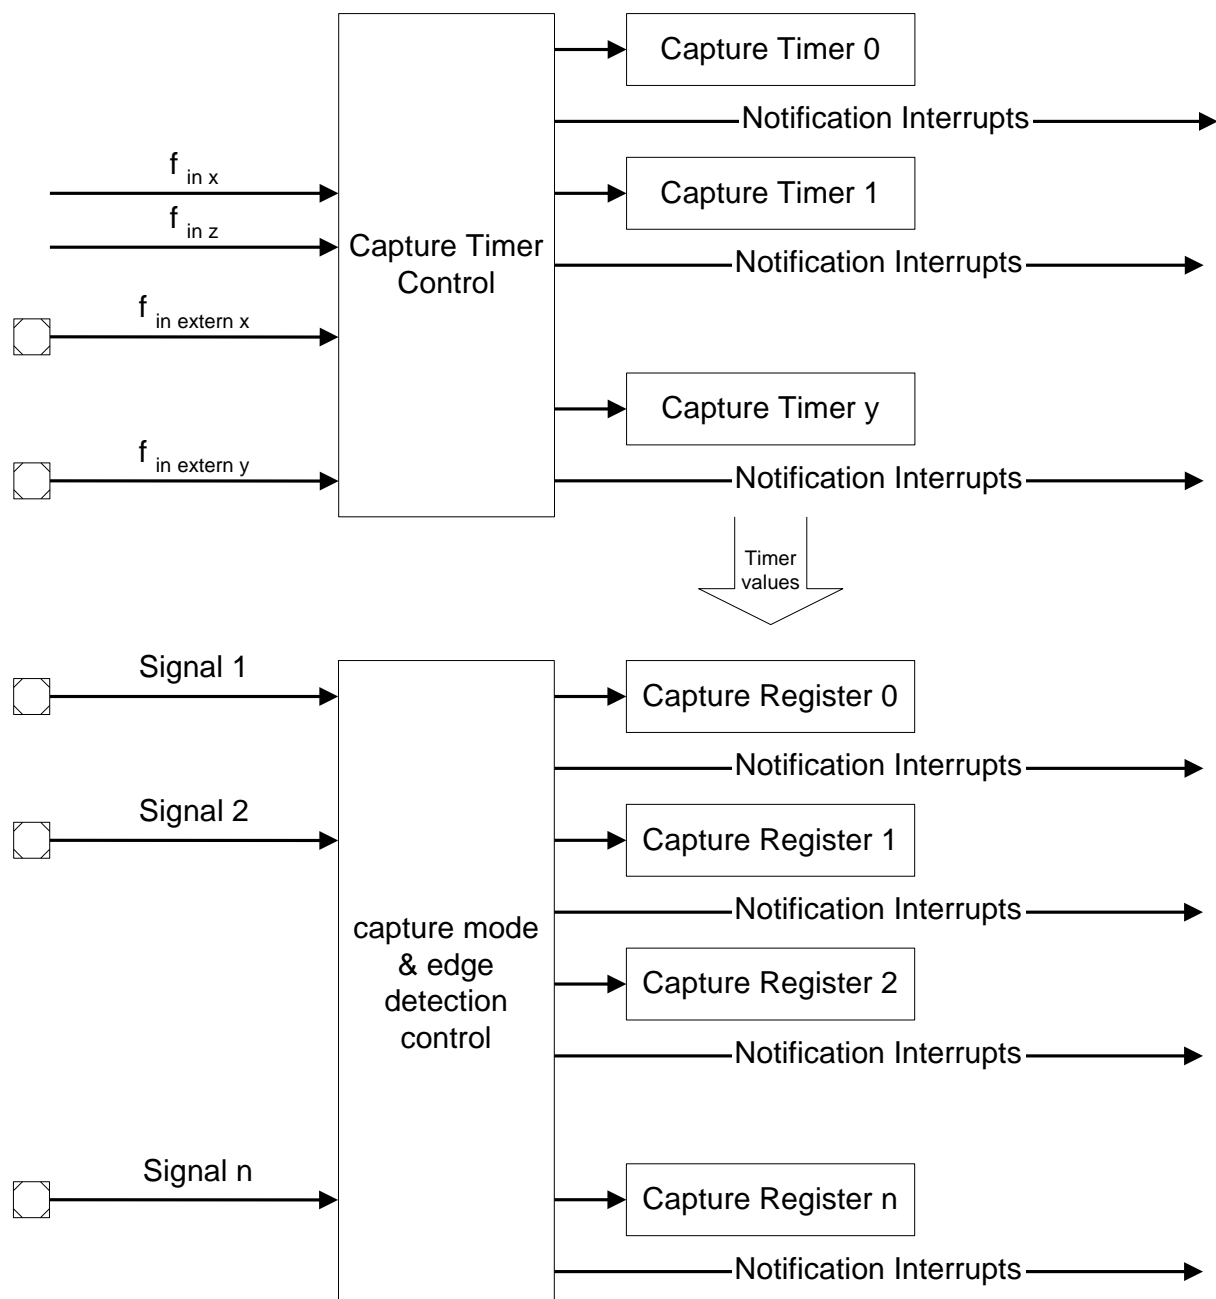 Capture Timer 0
Notification Interrupts
f in x
Capture Timer 1
f in z
Capture Timer
Control
Notification Interrupts
f in extern x
Capture Timer y
f in extern y
Notification Interrupts
Timer
values
Signal 1
Capture Register 0
Notification Interrupts
Signal 2
Capture Register 1
Notification Interrupts
capture mode
& edge
detection
control
Capture Register 2
Notification Interrupts
Signal n
Capture Register n
Notification Interrupts